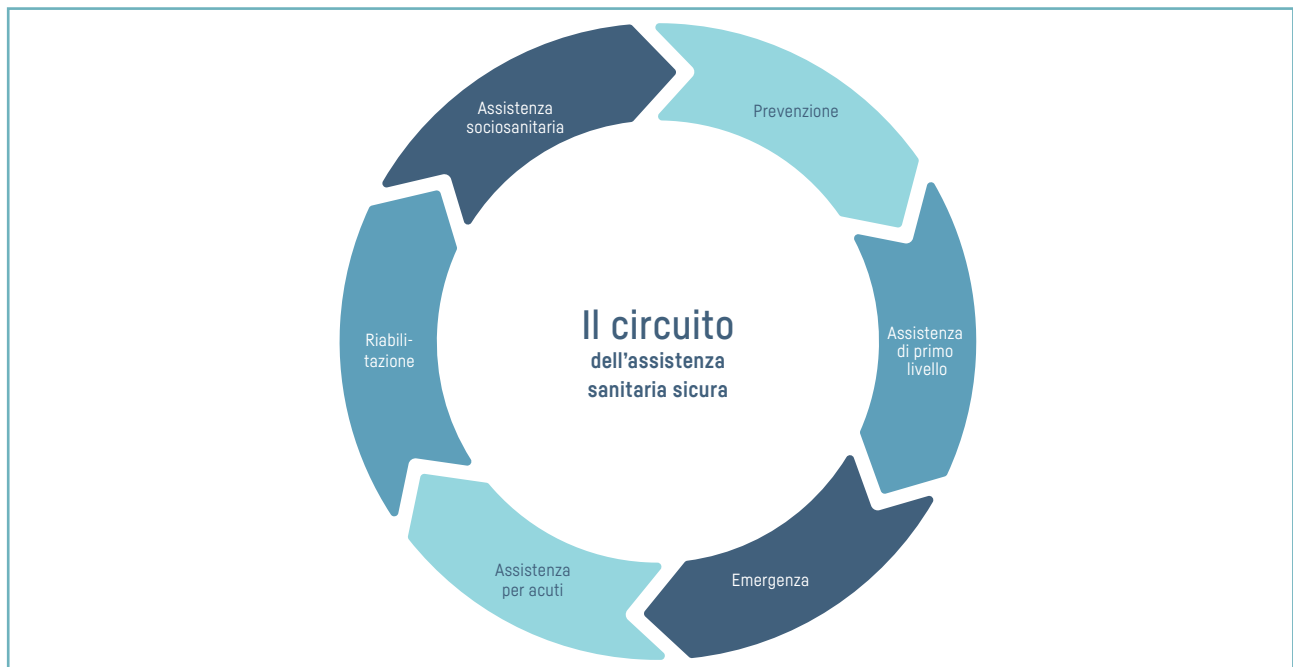 Il circuito
dell'assistenza
sanitaria sicura
Prevenzione
Assistenza
di primo
livello
Emergenza
Assistenza
per acuti
Riabili-
tazione
Assistenza
sociosanitaria